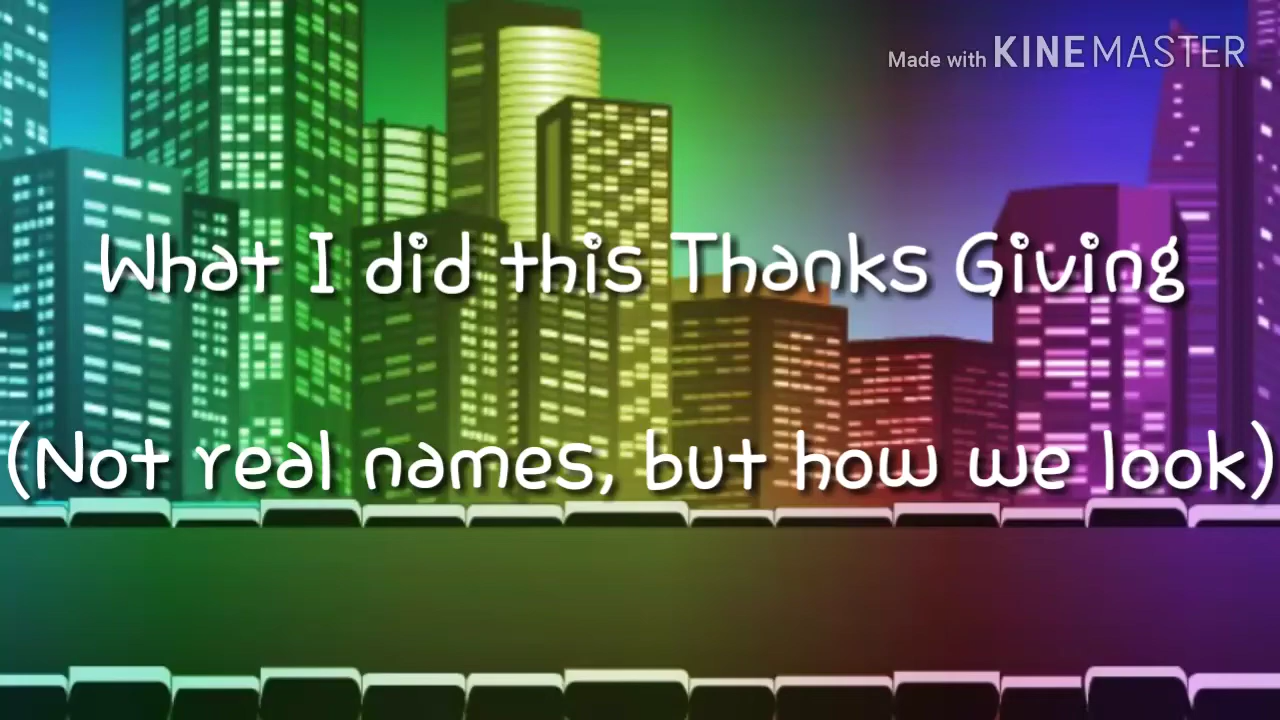 Made with KINEMASTER
What I did this Thanks Giving
(Not real names, but how we look)